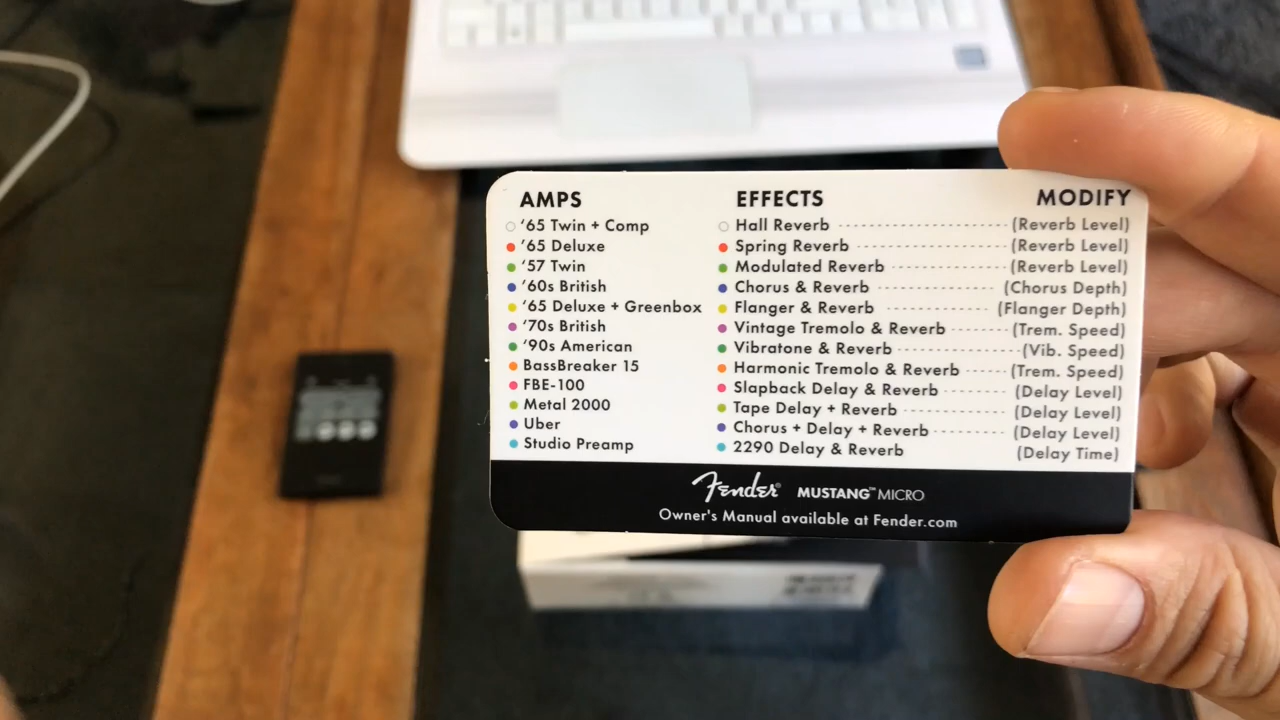 AMPS EFFECTS MODIFY
‘65 Twin + Comp Hall Reverb (Reverb Level)
‘65 Deluxe Spring Reverb (Reverb Level)
‘57 Twin Modulated Reverb (Reverb Level)
‘60s British Chorus & Reverb (Chorus Depth)
‘65 Deluxe + Greenbox Flanger & Reverb (Flanger Depth)
‘70s British Vintage Tremolo & Reverb (Trem. Speed)
‘90s American Vibratone & Reverb (Vib. Speed)
BassBreaker 15 Harmonic Tremolo & Reverb (Trem. Speed)
FBE-100 Slapback Delay & Reverb (Delay Level)
Metal 2000 Tape Delay + Reverb (Delay Level)
Uber Chorus + Delay + Reverb (Delay Level)
Studio Preamp 2290 Delay & Reverb (Delay Time)
Fender® MUSTANG™ MICRO
Owner's Manual available at Fender.com